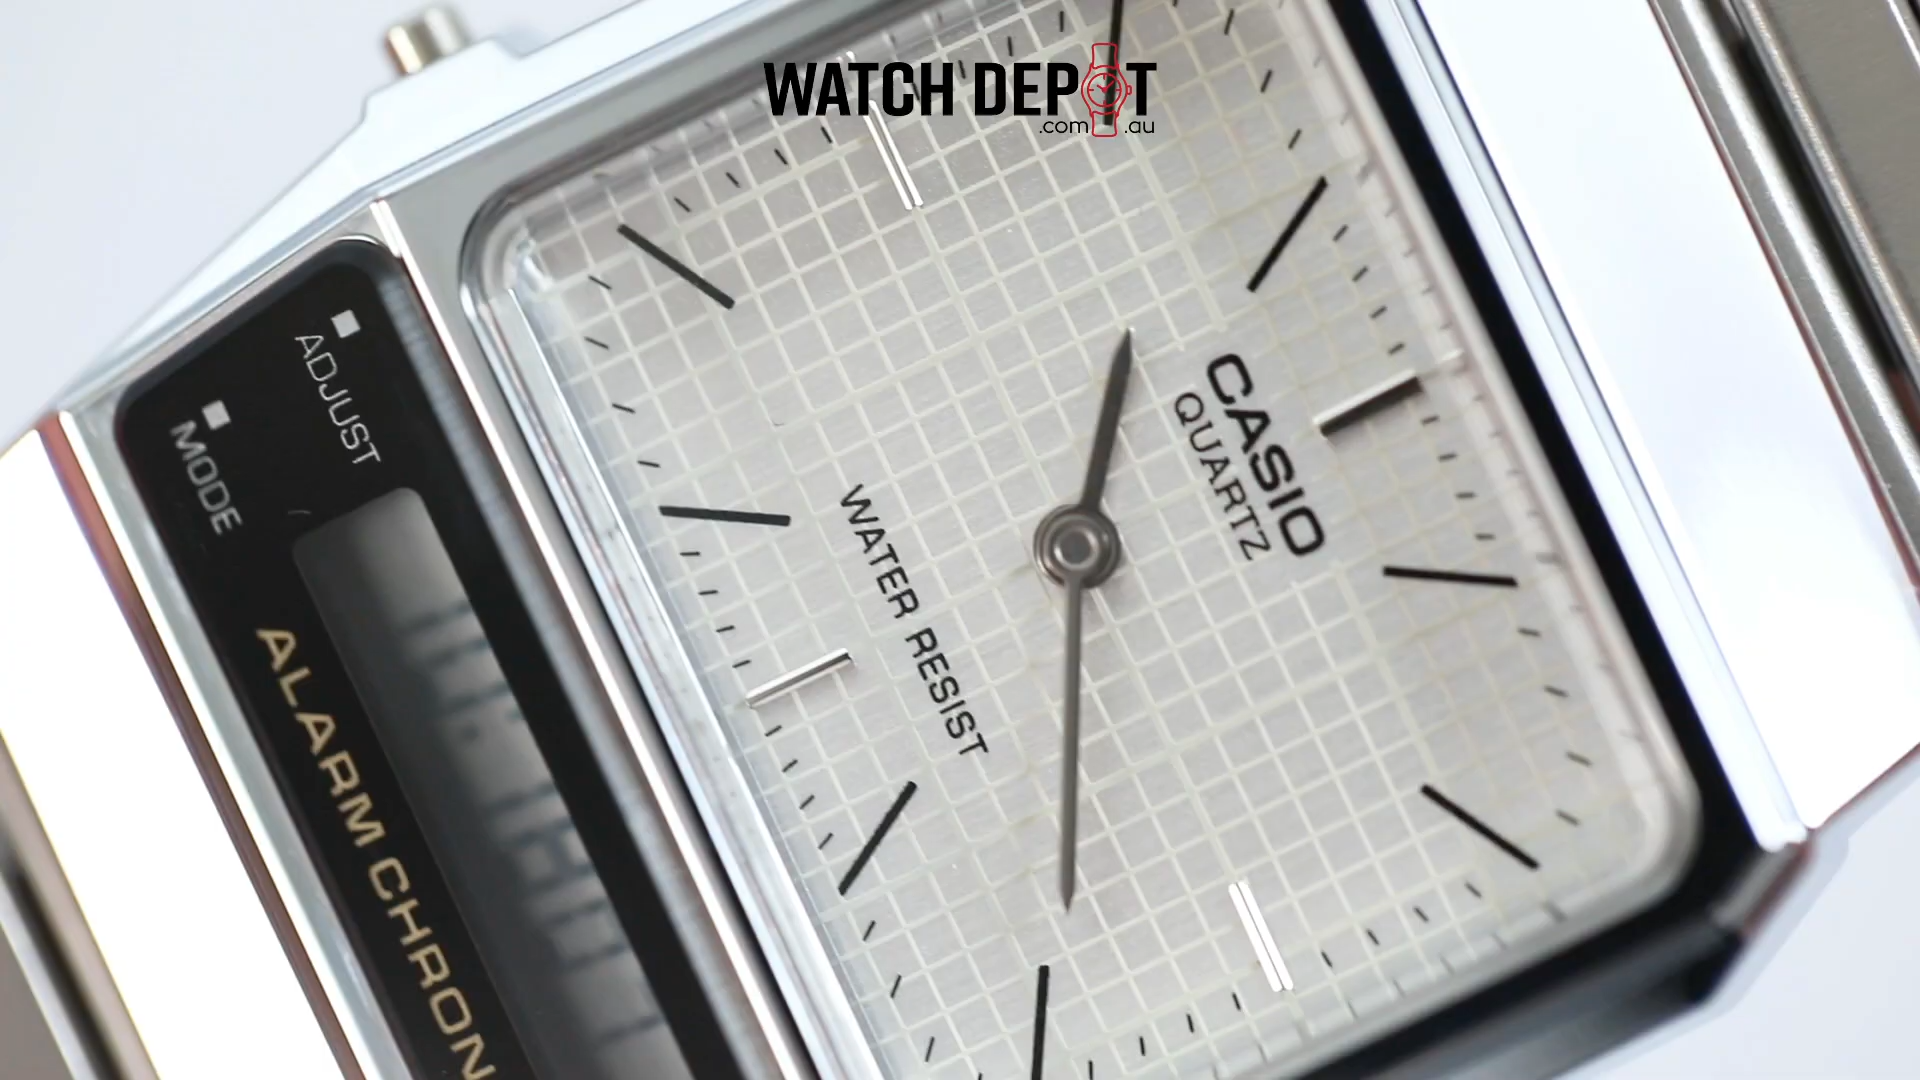 WATCH DEPOT
.com.au
CASIO
QUARTZ
WATER RESIST
ADJUST
MODE
ALARM CHRON